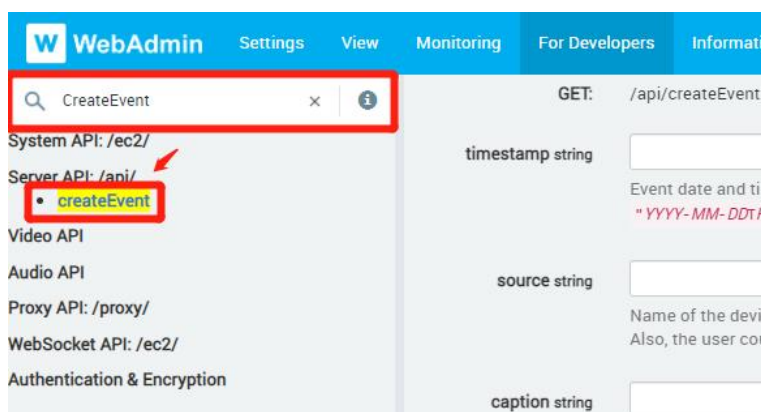 W WebAdmin Settings View Monitoring For Developers Informati
CreateEvent
System API: /ec2/
Server API: /api/
createEvent
Video API
Audio API
Proxy API: /proxy/
WebSocket API: /ec2/
Authentication & Encryption
GET: /api/createEvent
timestamp string
Event date and ti
"YYYY-MM-DDT
source string
Name of the devi
Also, the user cou
caption string